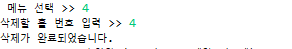 메뉴 선택 >> 4
삭제할 홀 번호 입력 >> 4
삭제가 완료되었습니다.